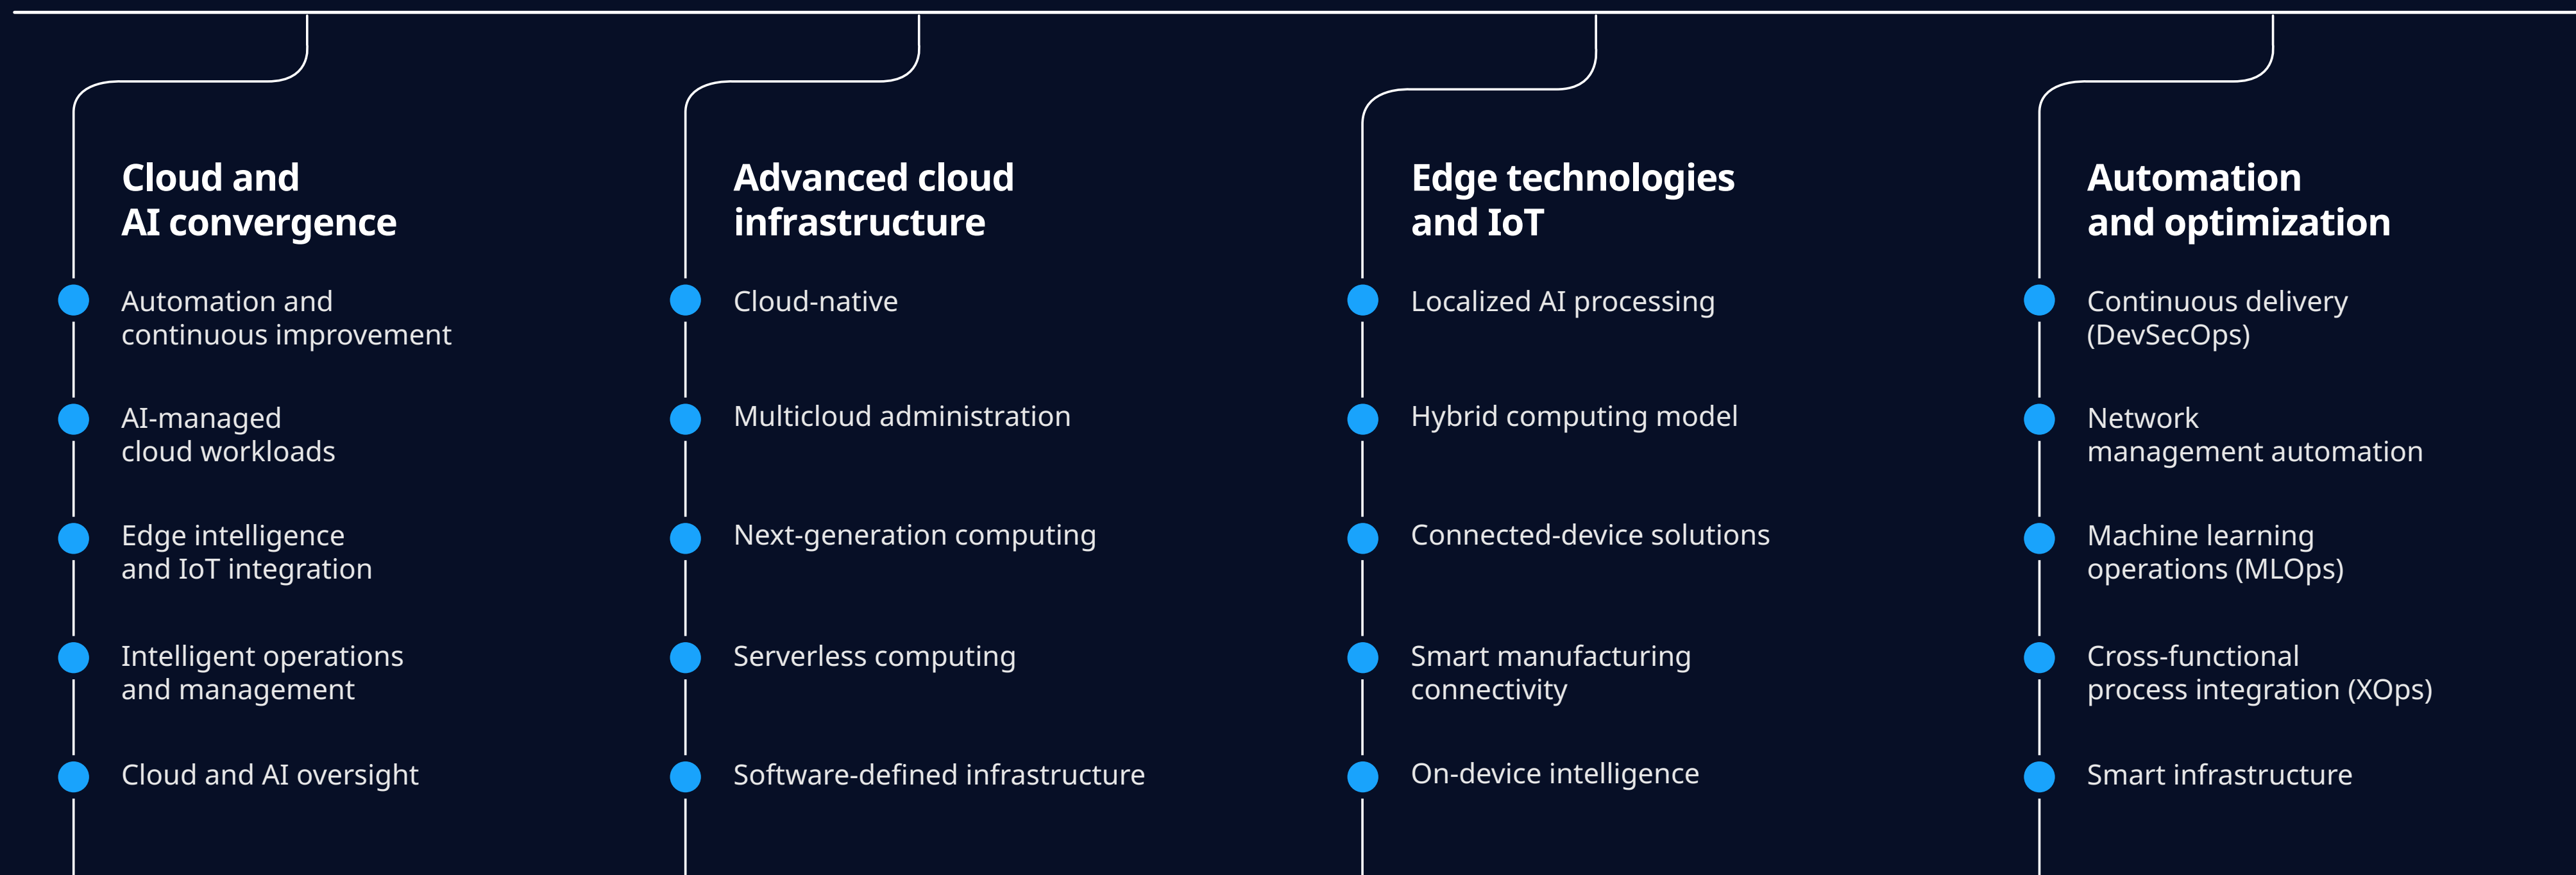 Cloud and
AI convergence
Automation and
continuous improvement
AI-managed
cloud workloads
Edge intelligence
and IoT integration
Intelligent operations
and management
Cloud and AI oversight
Advanced cloud
infrastructure
Cloud-native
Multicloud administration
Next-generation computing
Serverless computing
Software-defined infrastructure
Edge technologies
and IoT
Localized AI processing
Hybrid computing model
Connected-device solutions
Smart manufacturing
connectivity
On-device intelligence
Automation
and optimization
Continuous delivery
(DevSecOps)
Network
management automation
Machine learning
operations (MLOps)
Cross-functional
process integration (XOps)
Smart infrastructure